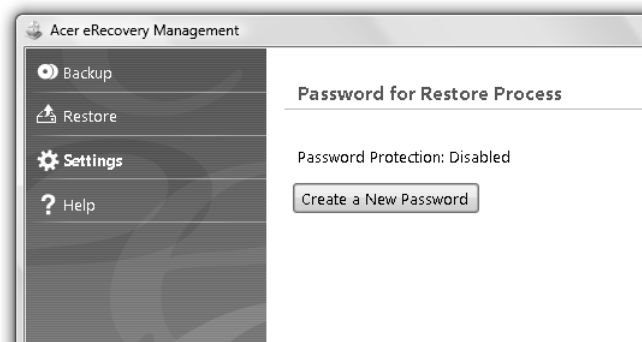 Acer eRecovery Management
Backup
Restore
Settings
Help
Password for Restore Process
Password Protection: Disabled
Create a New Password